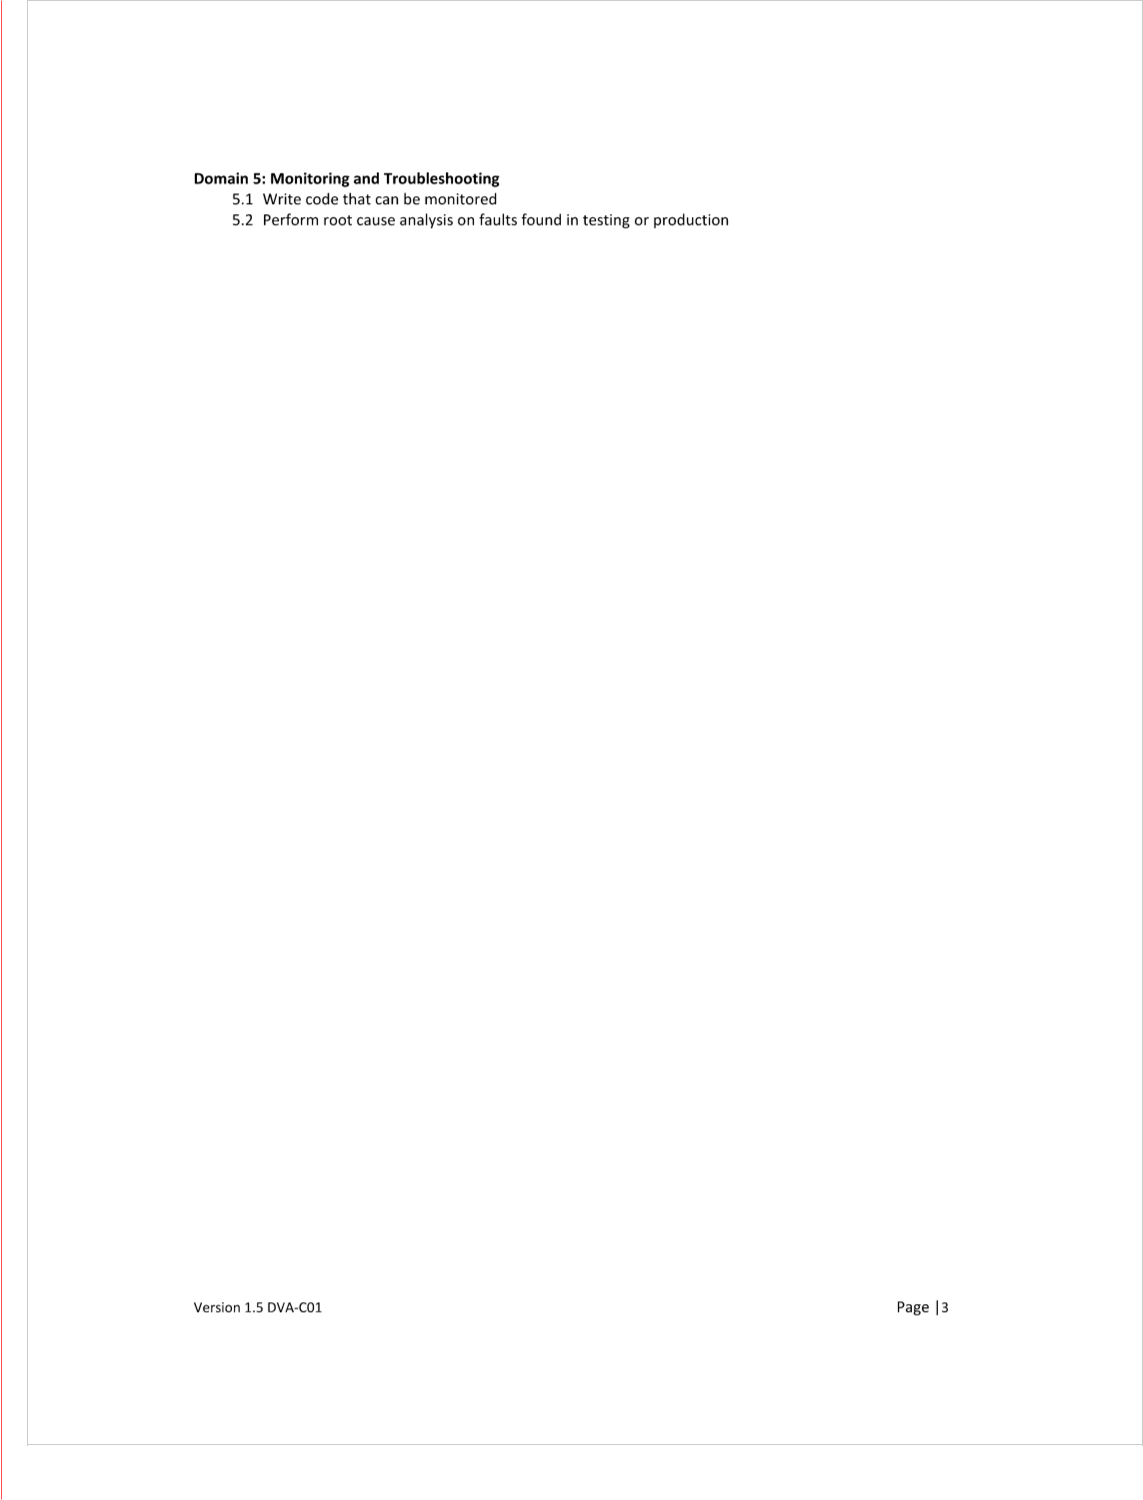 Domain 5: Monitoring and Troubleshooting
5.1 Write code that can be monitored
5.2 Perform root cause analysis on faults found in testing or production
Version 1.5 DVA-C01
Page |3